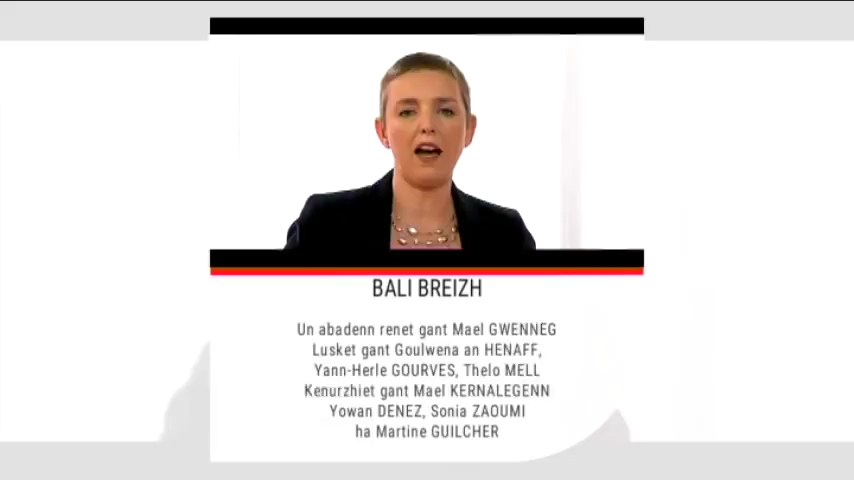 BALI BREIZH
Un abadenn renet gant Mael GWENNEG
Lusket gant Goulwena an HENAFF,
Yann-Herle GOURVES, Thelo MELL
Kenurzhiet gant Mael KERNALEGENN
Yowan DENEZ, Sonia ZAOUMI
ha Martine GUILCHER